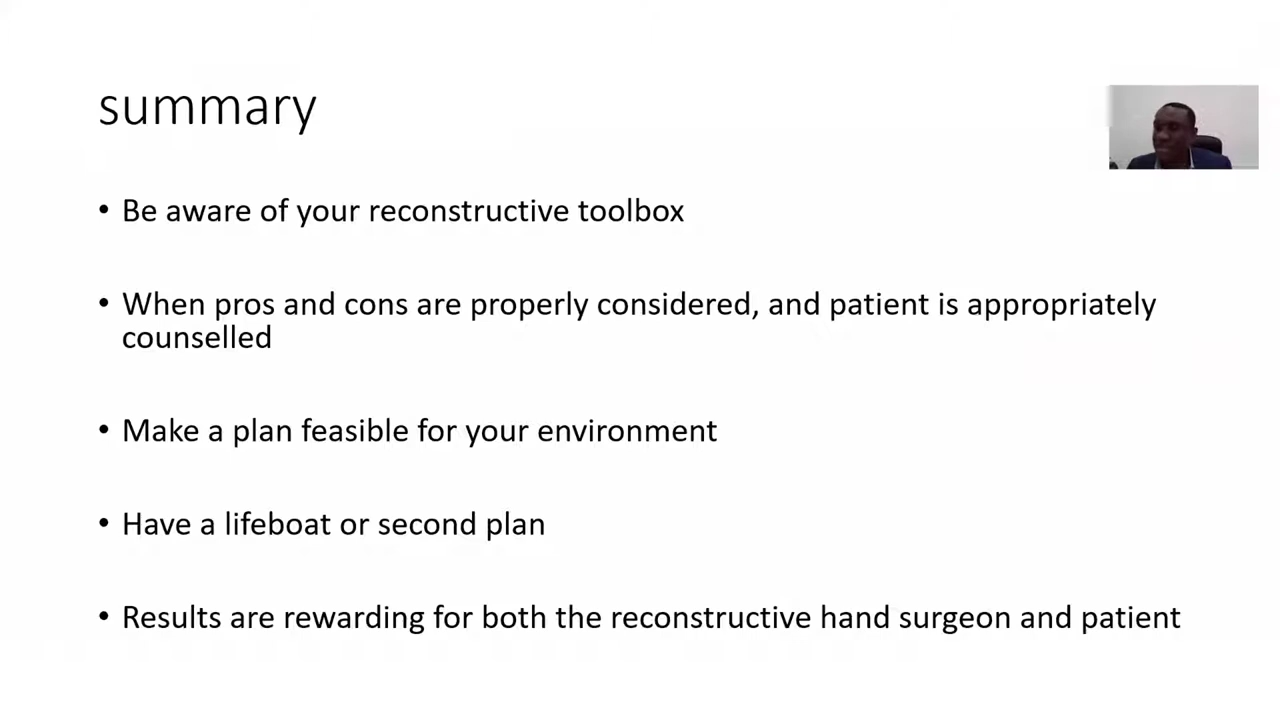 summary
• Be aware of your reconstructive toolbox
• When pros and cons are properly considered, and patient is appropriately
counselled
• Make a plan feasible for your environment
• Have a lifeboat or second plan
• Results are rewarding for both the reconstructive hand surgeon and patient